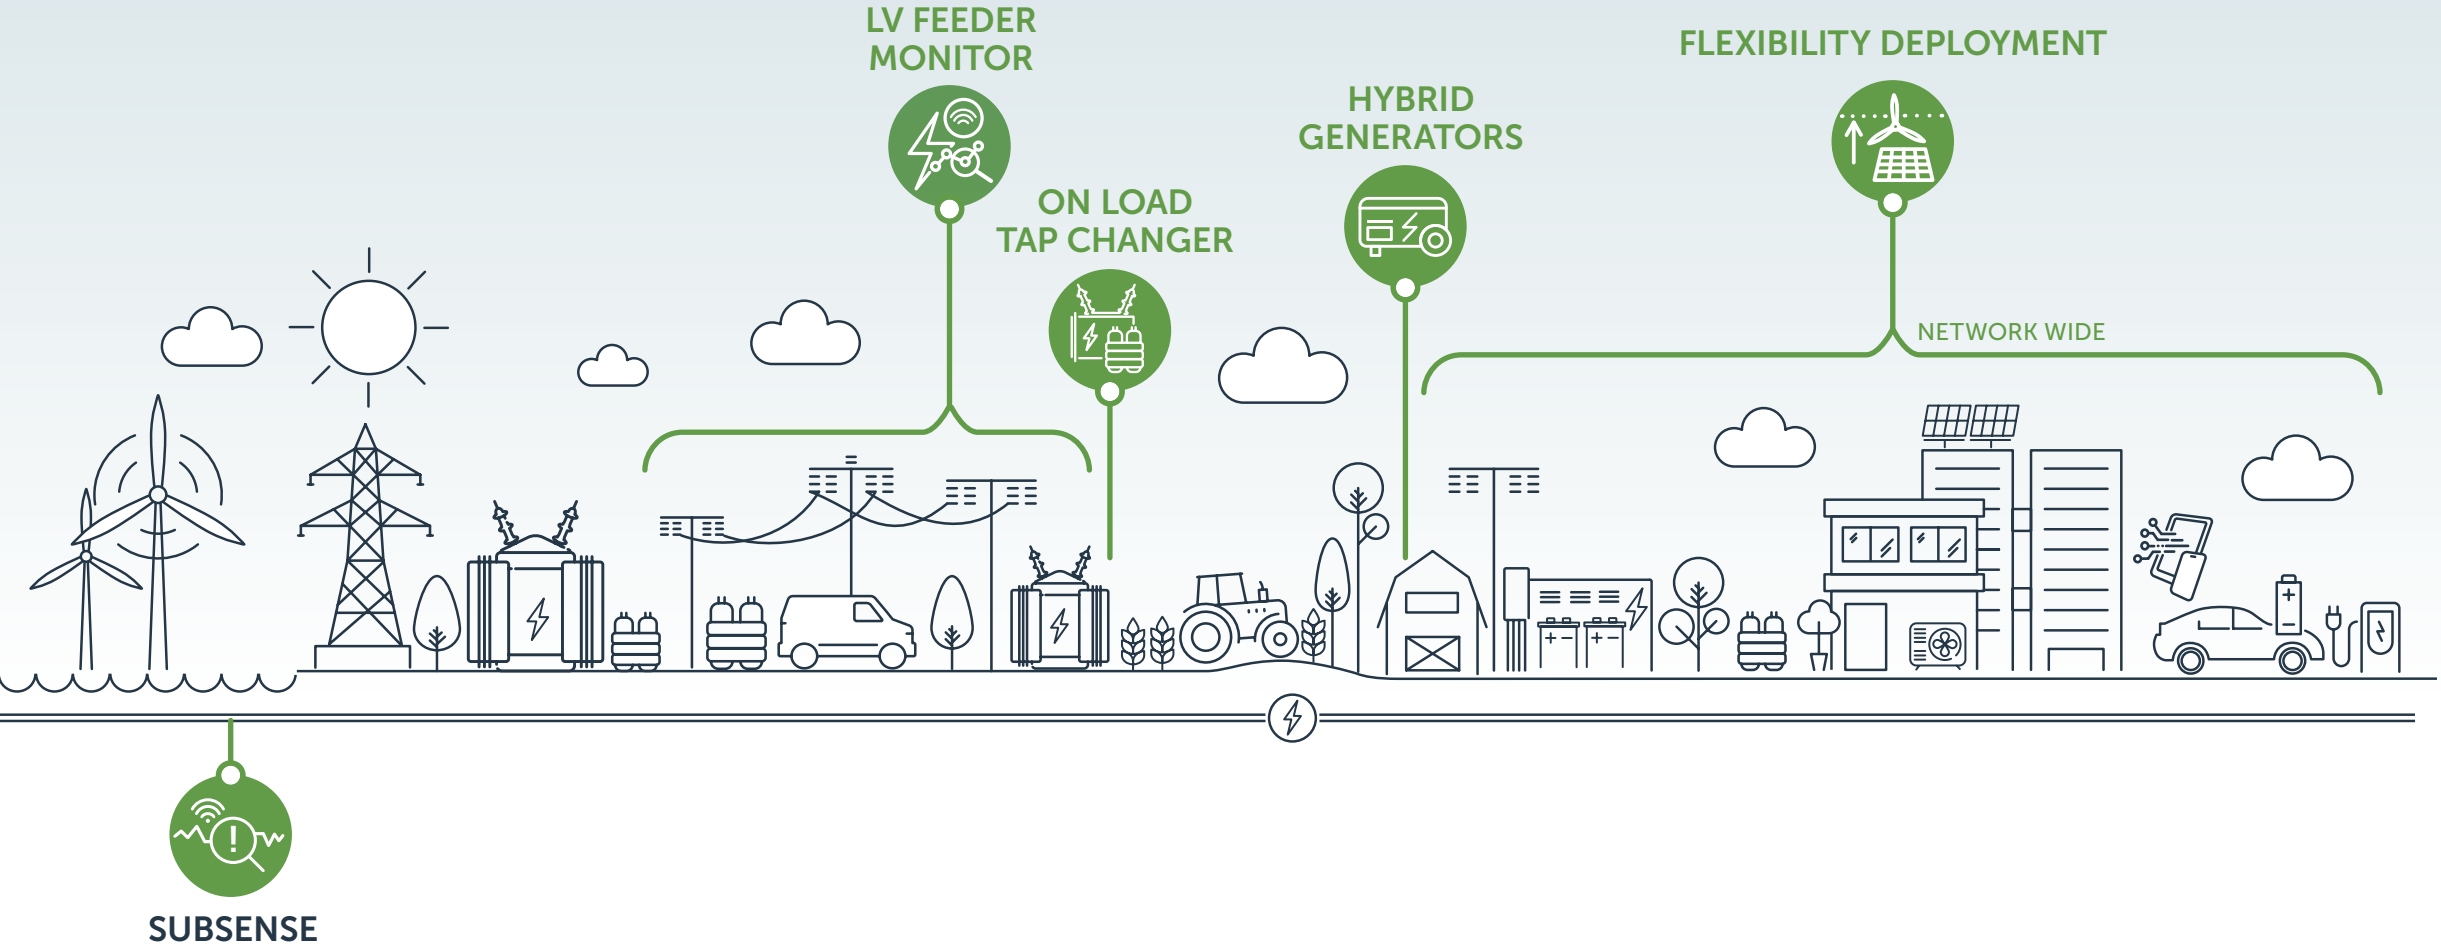 LV FEEDER
MONITOR
ON LOAD
TAP CHANGER
HYBRID
GENERATORS
FLEXIBILITY DEPLOYMENT
NETWORK WIDE
SUBSENSE